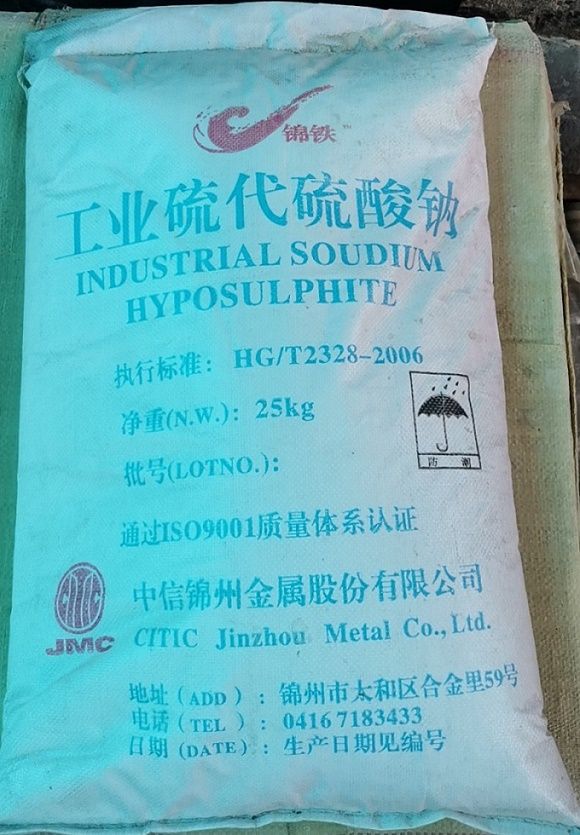 锦铁™
工业硫代硫酸钠
INDUSTRIAL SOUDIUM
HYPOSULPHITE
执行标准：HG/T2328-2006
净重(N.W.)：25kg
批号(LOTNO.)：
防 潮
通过ISO9001质量体系认证
中信锦州金属股份有限公司
CITIC Jinzhou Metal Co.,Ltd.
JMC
地址（ADD）：锦州市太和区合金里59号
电话（TEL）：0416 7183433
日期（DATE）：生产日期见编号